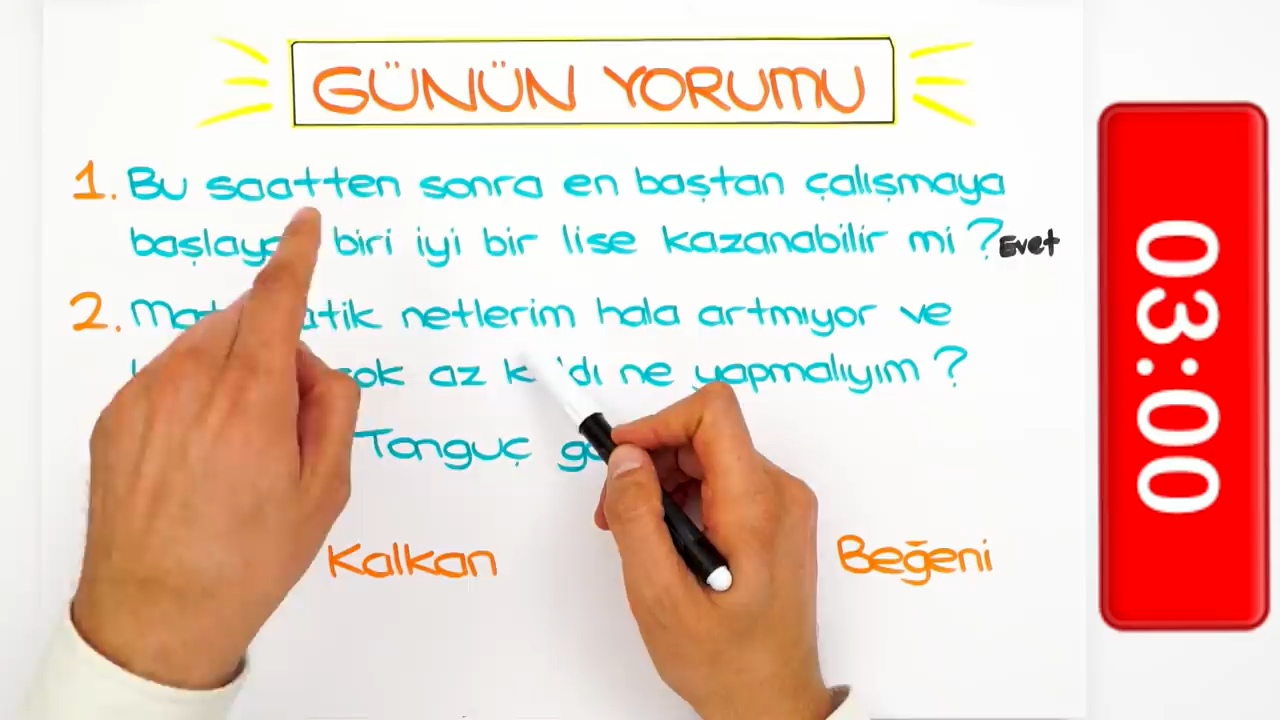 GÜNÜN YORUMU
1. Bu saatten sonra en baştan çalışmaya
biri iyi bir lise kazanabilir mi ? Evet
2. netlerim hala artmıyor ve
az ne yapmalıyım ?
Tonguç
Kalkan Beğeni
03:00